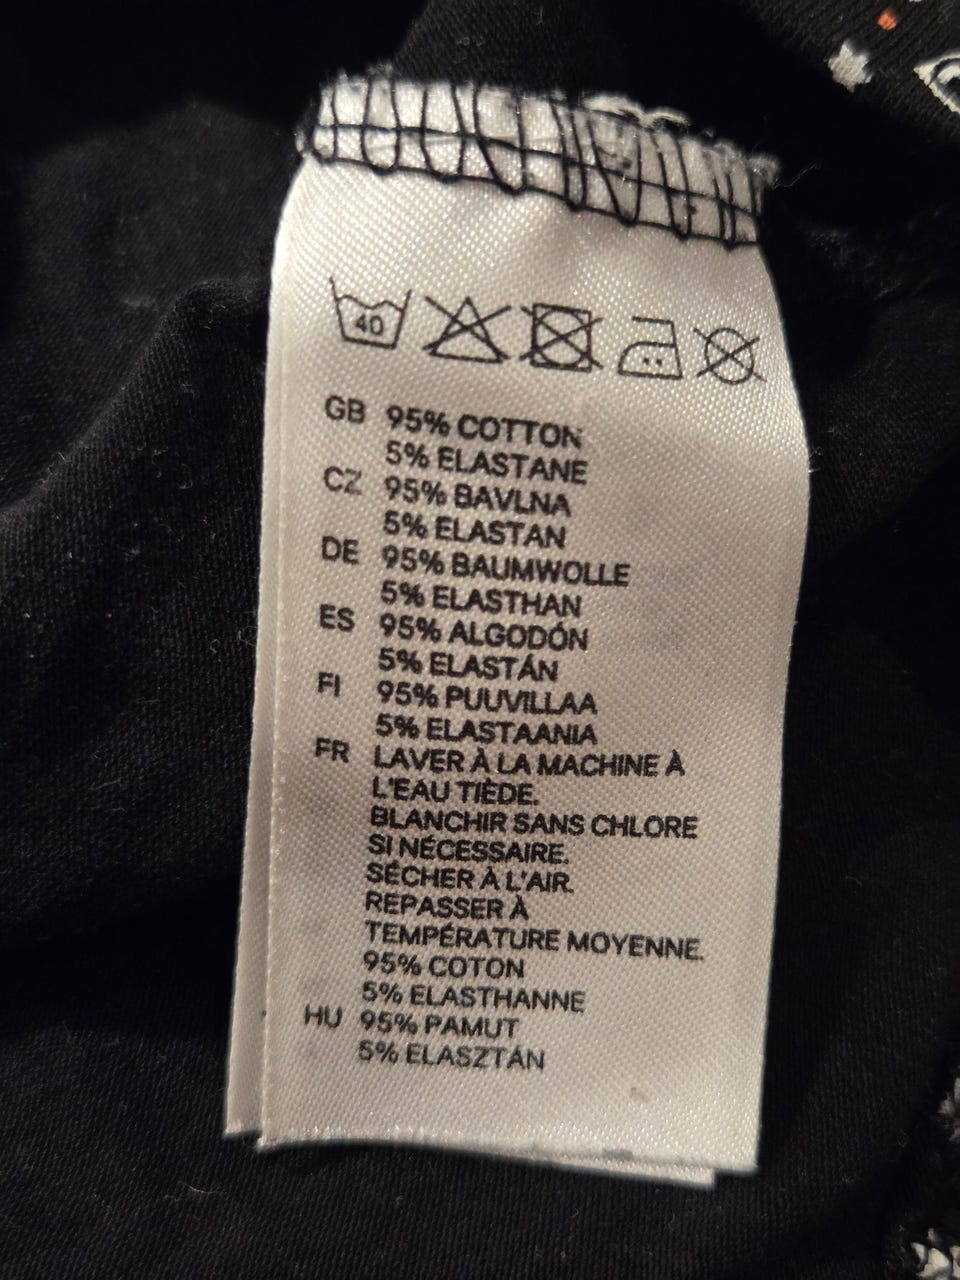 40
GB 95% COTTON
5% ELASTANE
CZ 95% BAVLNA
5% ELASTAN
DE 95% BAUMWOLLE
5% ELASTHAN
ES 95% ALGODÓN
5% ELASTÁN
FI 95% PUUVILLAA
5% ELASTAANIA
FR LAVER À LA MACHINE À
L'EAU TIÈDE.
BLANCHIR SANS CHLORE
SI NÉCESSAIRE.
SÉCHER À L'AIR.
REPASSER À
TEMPÉRATURE MOYENNE.
95% COTON
5% ELASTHANNE
HU 95% PAMUT
5% ELASZTÁN